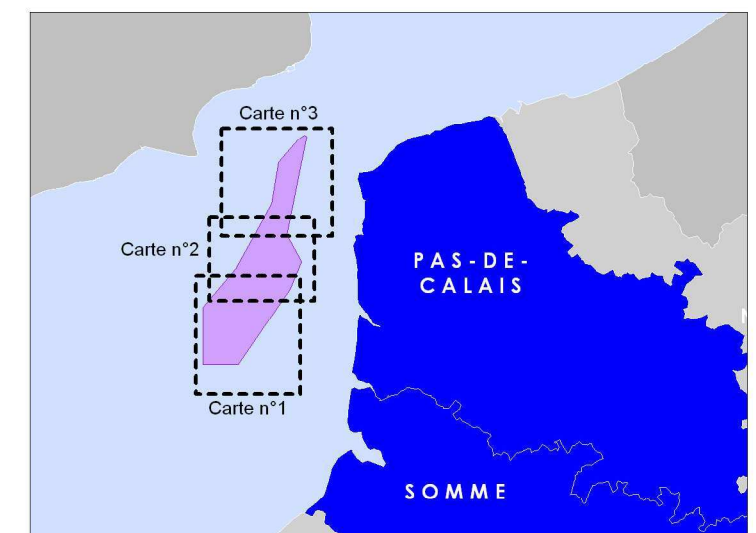 Carte n°3
Carte n°2
PAS-DE-
CALAIS
Carte n°1
SOMME